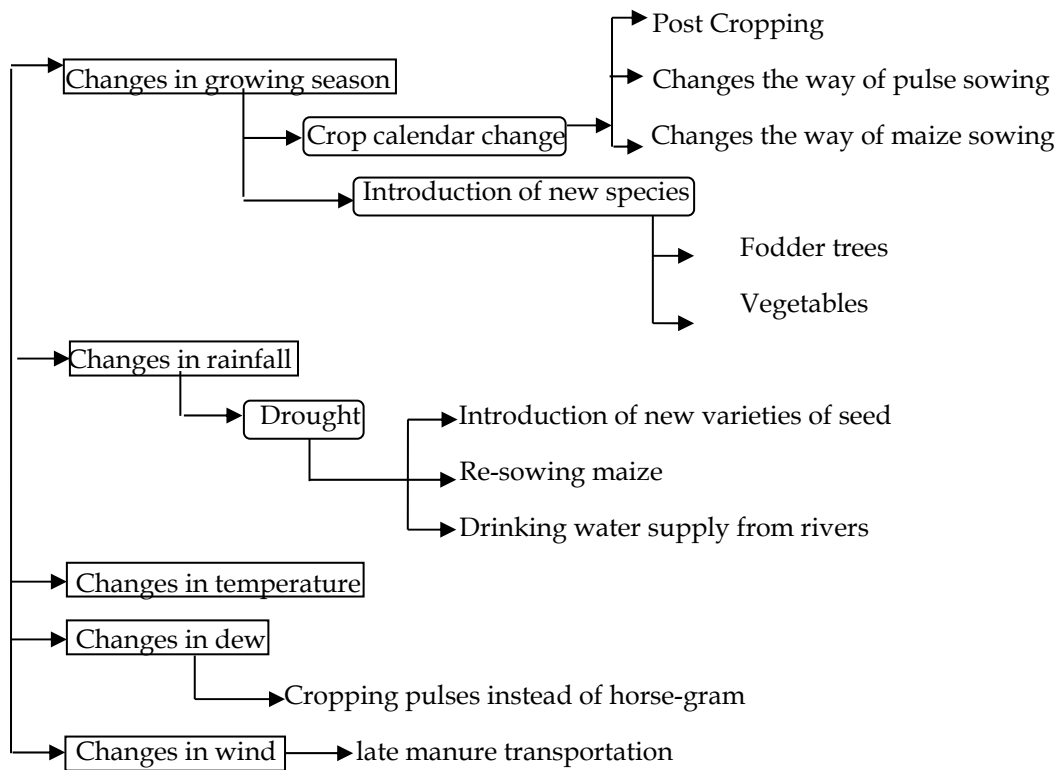 Post Cropping
Changes in growing season
Changes the way of pulse sowing
Crop calendar change
Changes the way of maize sowing
Introduction of new species
Fodder trees
Vegetables
Changes in rainfall
Drought
Introduction of new varieties of seed
Re-sowing maize
Drinking water supply from rivers
Changes in temperature
Changes in dew
Cropping pulses instead of horse-gram
Changes in wind
late manure transportation